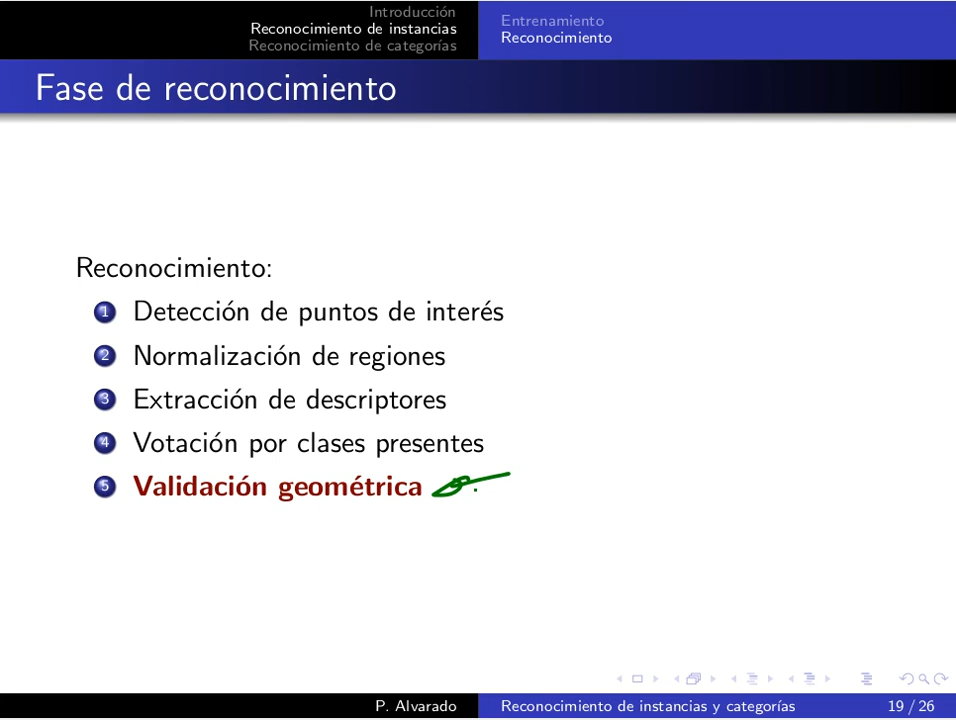 Introducción
Reconocimiento de instancias
Reconocimiento de categorías
Entrenamiento
Reconocimiento
Fase de reconocimiento
Reconocimiento:
1 Detección de puntos de interés
2 Normalización de regiones
3 Extracción de descriptores
4 Votación por clases presentes
5 Validación geométrica
P. Alvarado
Reconocimiento de instancias y categorías
19 / 26